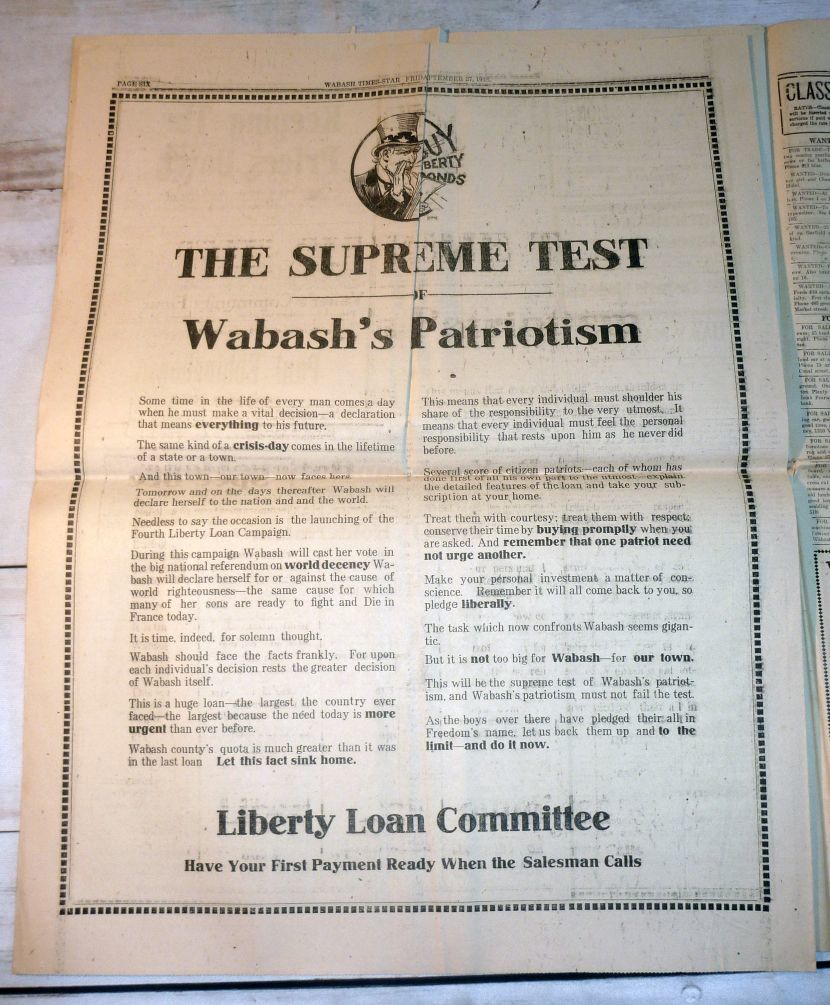 PAGE SIX
WABASH TIMES-STAR
27, 1918
BUY
LIBERTY
BONDS
THE SUPREME TEST
OF
Wabash's Patriotism
Some time in the life of every man comes a day
when he must make a vital decision—a declaration
that means everything to his future.
The same kind of a crisis-day comes in the lifetime
of a state or a town.
And this town—our town—now faces hers.
Tomorrow and on the days thereafter Wabash will
declare herself to the nation and and the world.
Needless to say the occasion is the launching of the
Fourth Liberty Loan Campaign.
During this campaign Wabash will cast her vote in
the big national referendum on world decency Wa-
bash will declare herself for or against the cause of
world righteousness—the same cause for which
many of her sons are ready to fight and Die in
France today.
It is time, indeed, for solemn thought.
Wabash should face the facts frankly. For upon
each individual's decision rests the greater decision
of Wabash itself.
This is a huge loan—the largest the country ever
faced—the largest because the need today is more
urgent than ever before.
Wabash county's quota is much greater than it was
in the last loan Let this fact sink home.
This means that every individual must shoulder his
share of the responsibility to the very utmost. It
means that every individual must feel the personal
responsibility that rests upon him as he never did
before.
Several score of citizen patriots—each of whom has
done first of all his own part to the utmost—explain
the detailed features of the loan and take your sub-
scription at your home.
Treat them with courtesy; treat them with respect;
conserve their time by buying promptly when you
are asked. And remember that one patriot need
not urge another.
Make your personal investment a matter of con-
science. Remember it will all come back to you, so
pledge liberally.
The task which now confronts Wabash seems gigan-
tic.
But it is not too big for Wabash—for our town.
This will be the supreme test of Wabash's patriot-
ism, and Wabash's patriotism must not fail the test.
As the boys over there have pledged their all in
Freedom's name, let us back them up and to the
limit—and do it now.
Liberty Loan Committee
Have Your First Payment Ready When the Salesman Calls
CLASS